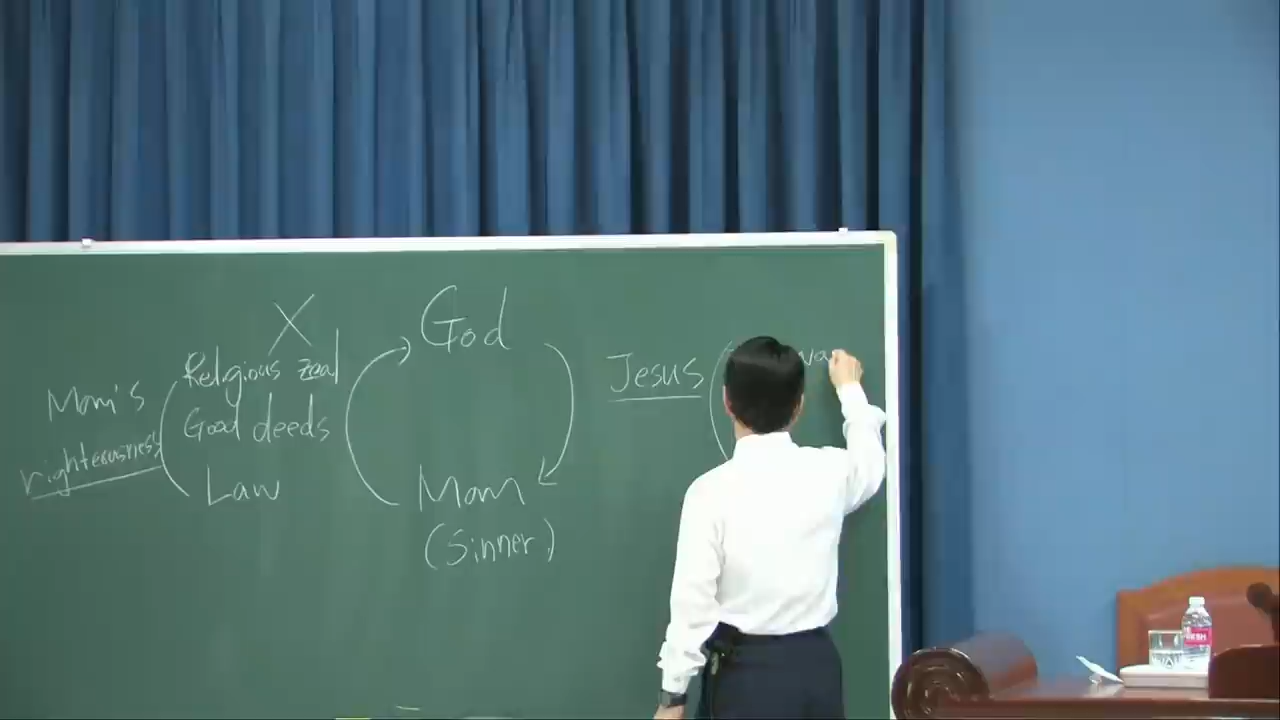 X
God
Religious zeal
Jesus
Man's
Good deeds
righteousness
Law
Man
(Sinner)